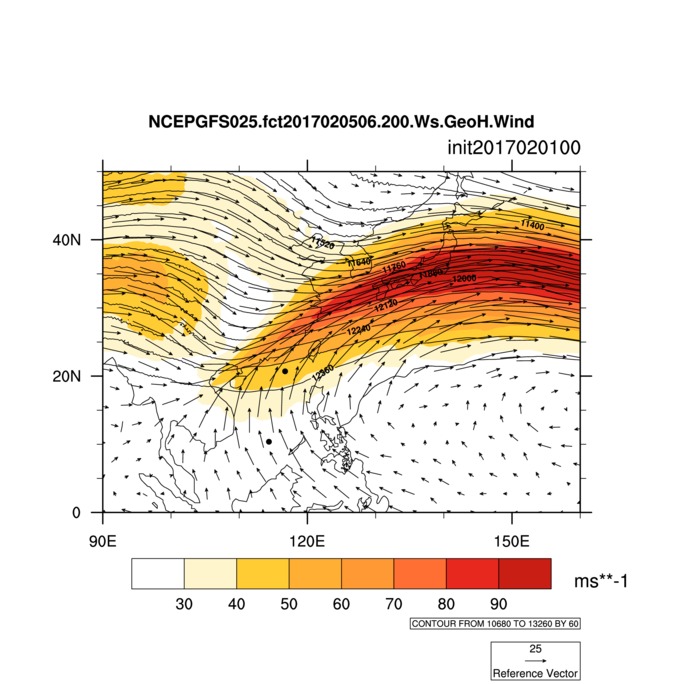 NCEPGFS025.fct2017020506.200.Ws.GeoH.Wind
init2017020100
11400
11520
40N
11640
11760
11880
12000
12120
12240
12360
20N
0
90E 120E 150E
ms**-1
30 40 50 60 70 80 90
CONTOUR FROM 10680 TO 13260 BY 60
25
Reference Vector